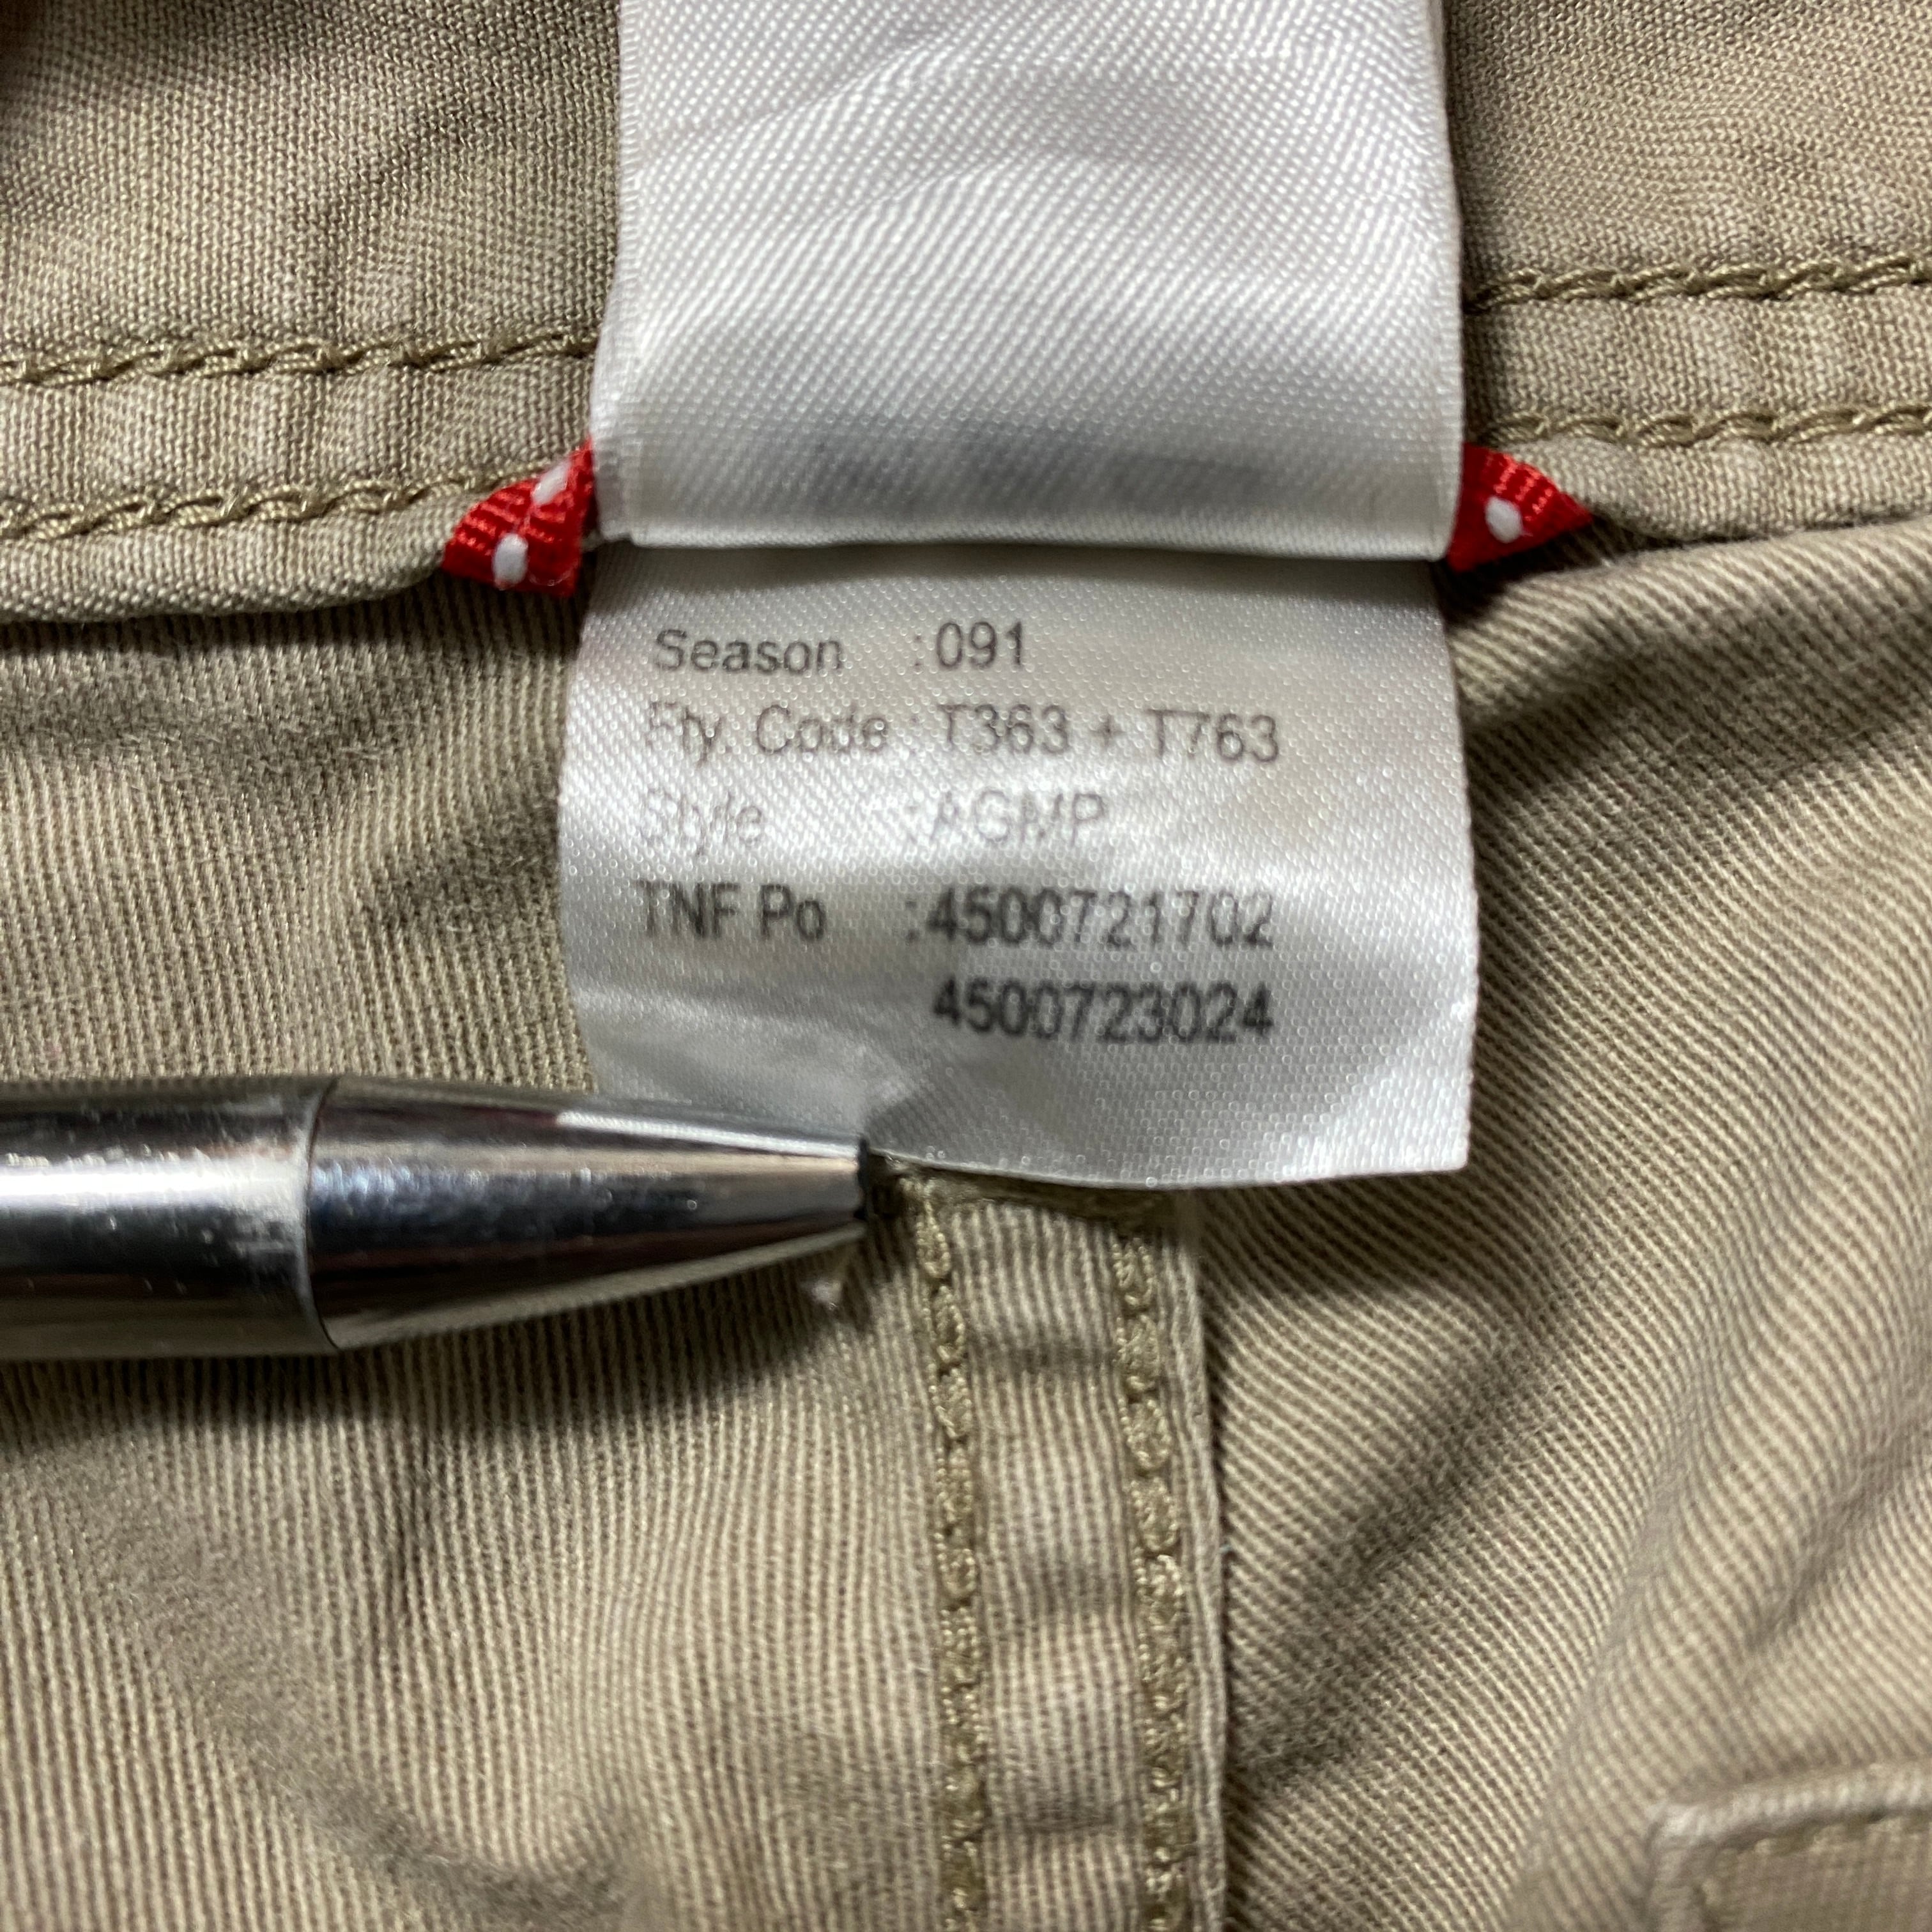 Season :091
Fty. Code : T363 + T763
Style :AGMP
TNF Po :4500721702
4500723024